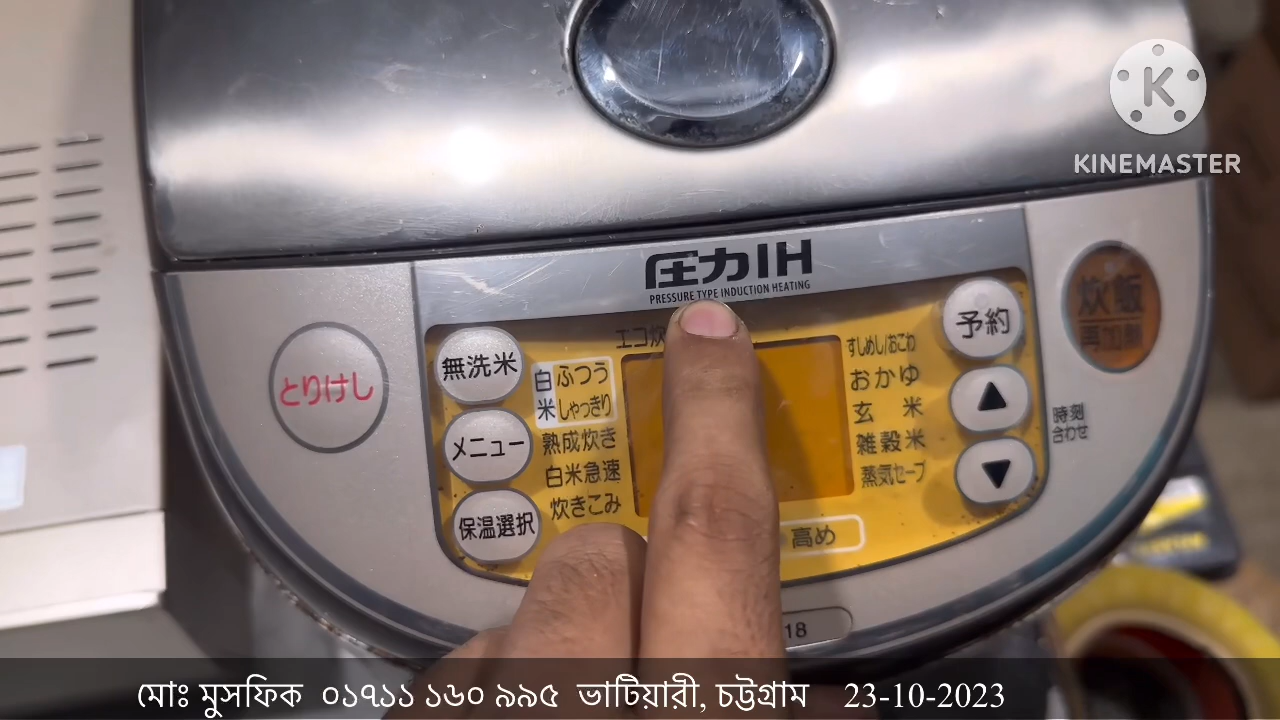 KINEMASTER
圧力IH
PRESSURE TYPE INDUCTION HEATING
炊飯
再加熱
とりけし
無洗米
メニュー
保温選択
エコ炊
白米
ふつう
しゃっきり
熟成炊き
白米急速
炊きこみ
すしめし/おこわ
おかゆ
玄 米
雑穀米
蒸気セーブ
高め
予約
▲
▼
時刻
合わせ
18
মোঃ মুসফিক ০১৭১১ ১৬০ ৯৯৫ ভাটিয়ারী, চট্টগ্রাম 23-10-2023